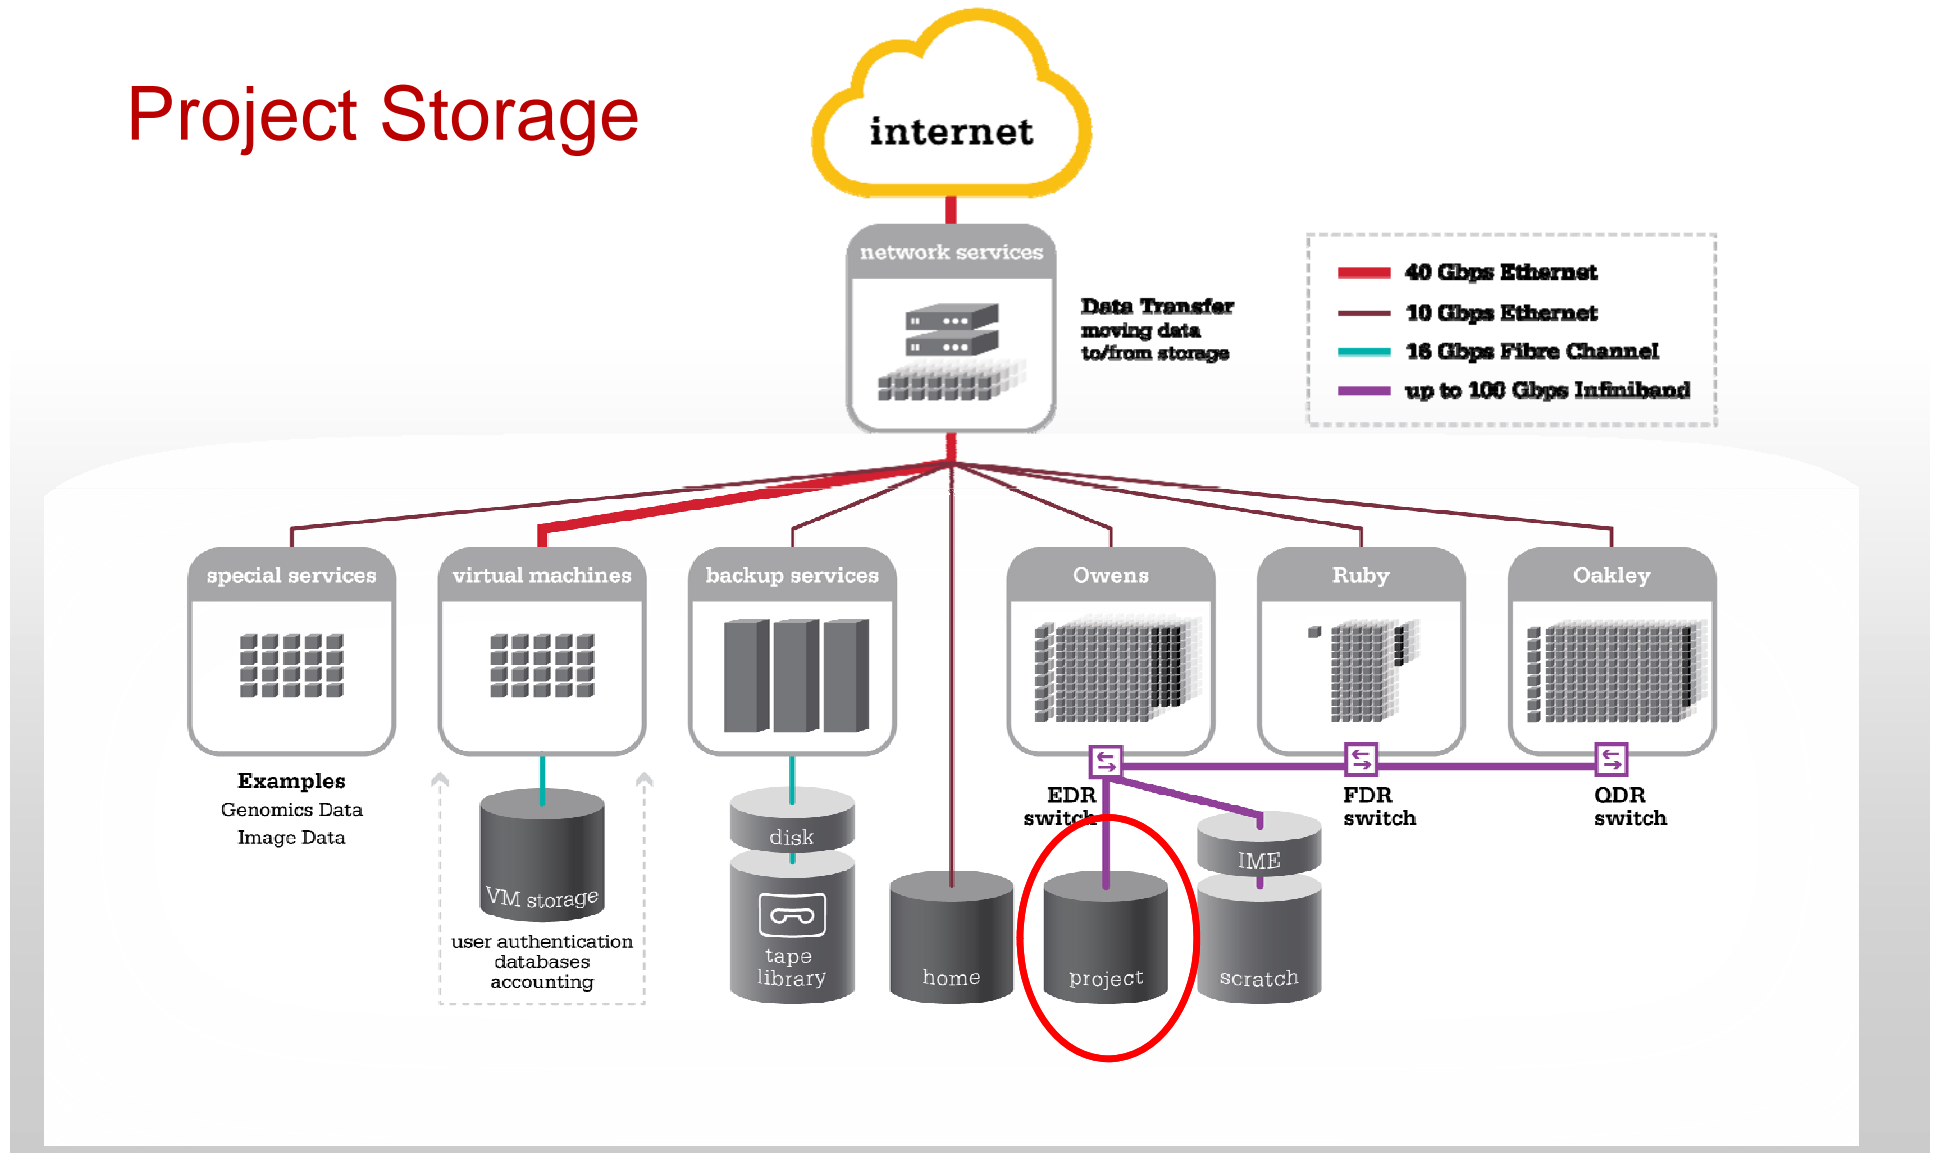 Project Storage
internet
network services
Data Transfer
moving data
to/from storage
40 Gbps Ethernet
10 Gbps Ethernet
16 Gbps Fibre Channel
up to 100 Gbps Infiniband
special services
virtual machines
backup services
Owens
Ruby
Oakley
Examples
Genomics Data
Image Data
VM storage
user authentication
databases
accounting
disk
tape
library
home
EDR
switch
project
IME
scratch
FDR
switch
QDR
switch